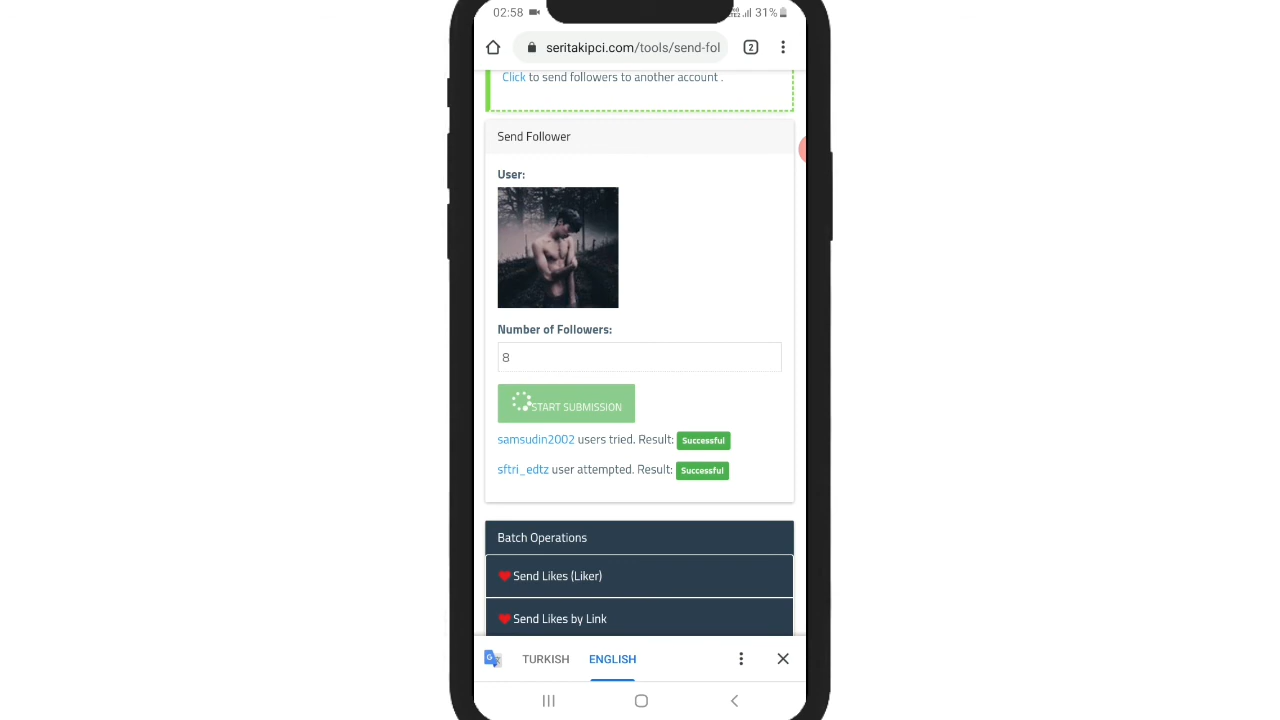 02:58 31%
seritakipci.com/tools/send-fol 2
Click to send followers to another account .
Send Follower
User:
Number of Followers:
8
START SUBMISSION
samsudin2002 users tried. Result: Successful
sftri_edtz user attempted. Result: Successful
Batch Operations
Send Likes (Liker)
Send Likes by Link
TURKISH ENGLISH